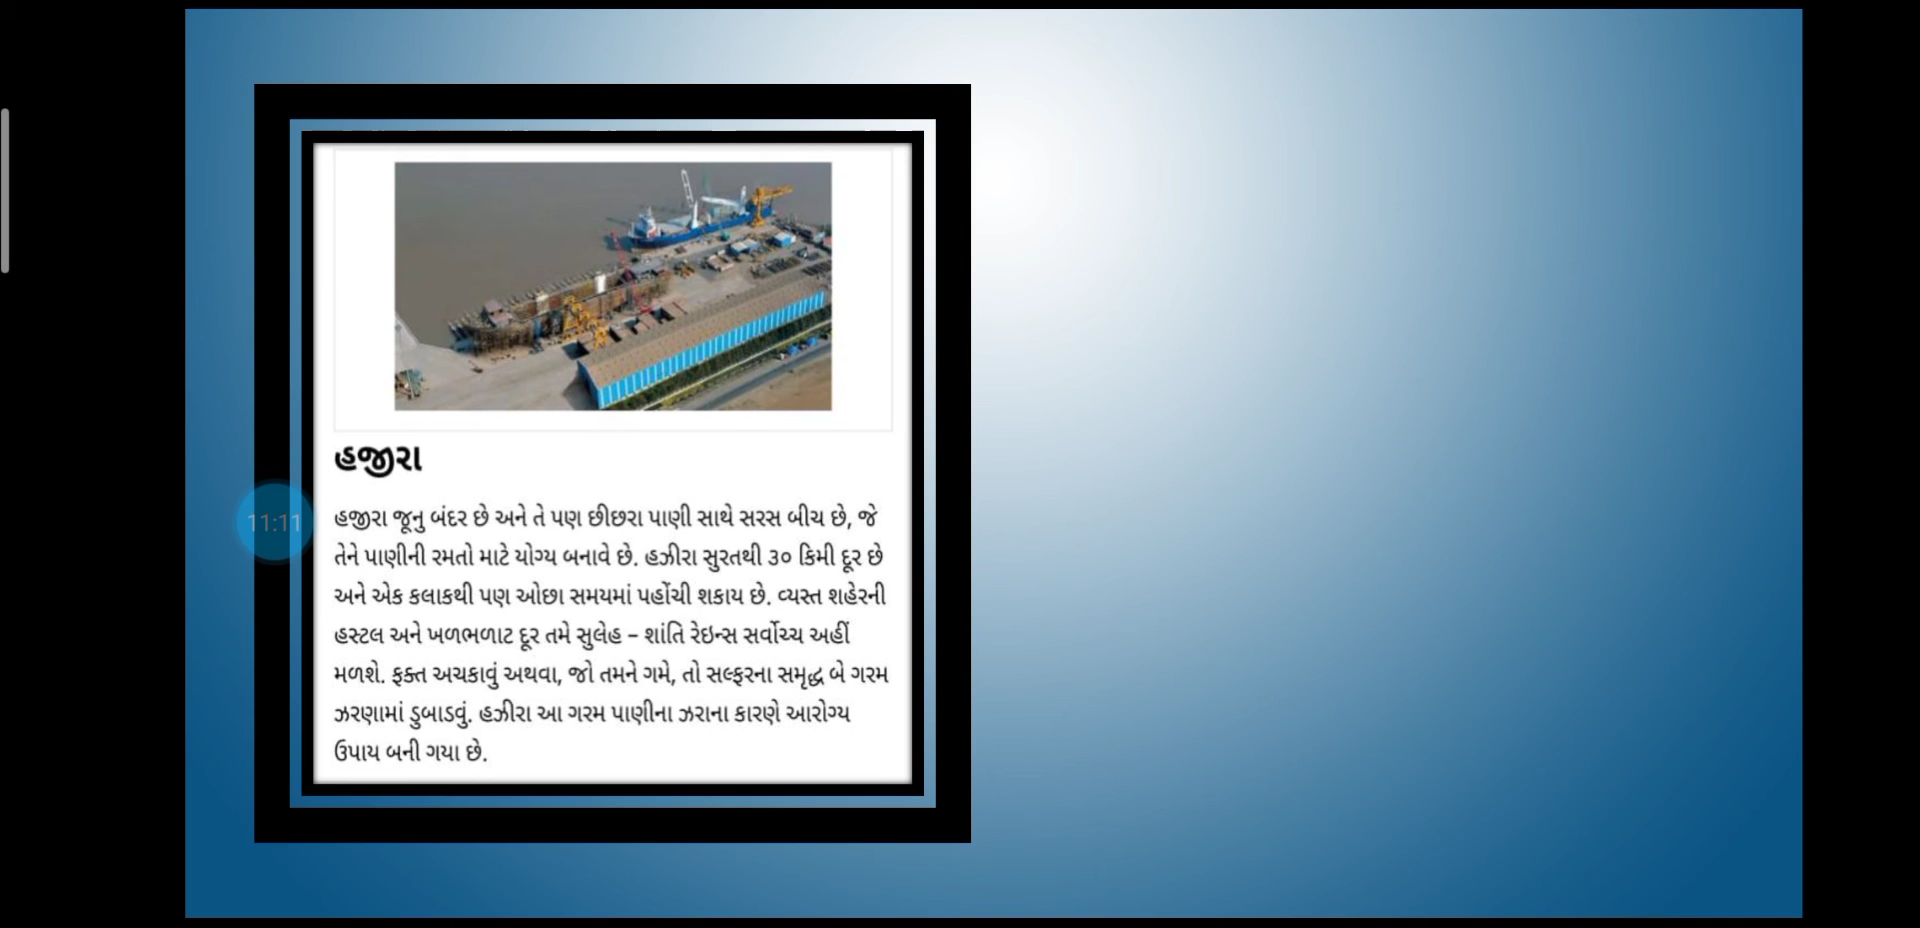 હજીરા
હજીરા જૂનુ બંદર છે અને તે પણ છીછરા પાણી સાથે સરસ બીચ છે, જે
તેને પાણીની રમતો માટે યોગ્ય બનાવે છે. હઝીરા સુરતથી ૩૦ કિમી દૂર છે
અને એક કલાકથી પણ ઓછા સમયમાં પહોંચી શકાય છે. વ્યસ્ત શહેરની
હસ્ટલ અને ખળભળાટ દૂર તમે સુલેહ – શાંતિ રેઇન્સ સર્વોચ્ચ અહીં
મળશે. ફક્ત અચકાવું અથવા, જો તમને ગમે, તો સલ્ફરના સમૃદ્ધ બે ગરમ
ઝરણામાં ડુબાડવું. હઝીરા આ ગરમ પાણીના ઝરાના કારણે આરોગ્ય
ઉપાય બની ગયા છે.
11:11